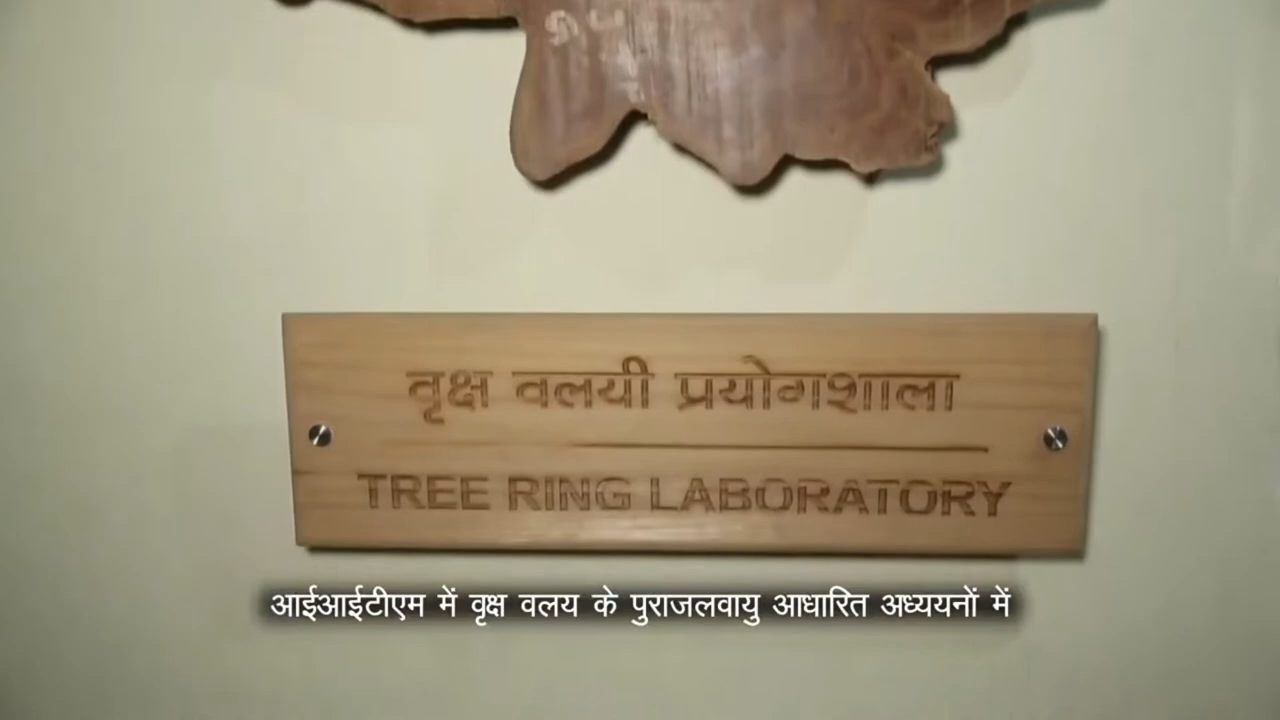 वृक्ष वलयी प्रयोगशाला
TREE RING LABORATORY
आईआईटीएम में वृक्ष वलय के पुराजलवायु आधारित अध्ययनों में